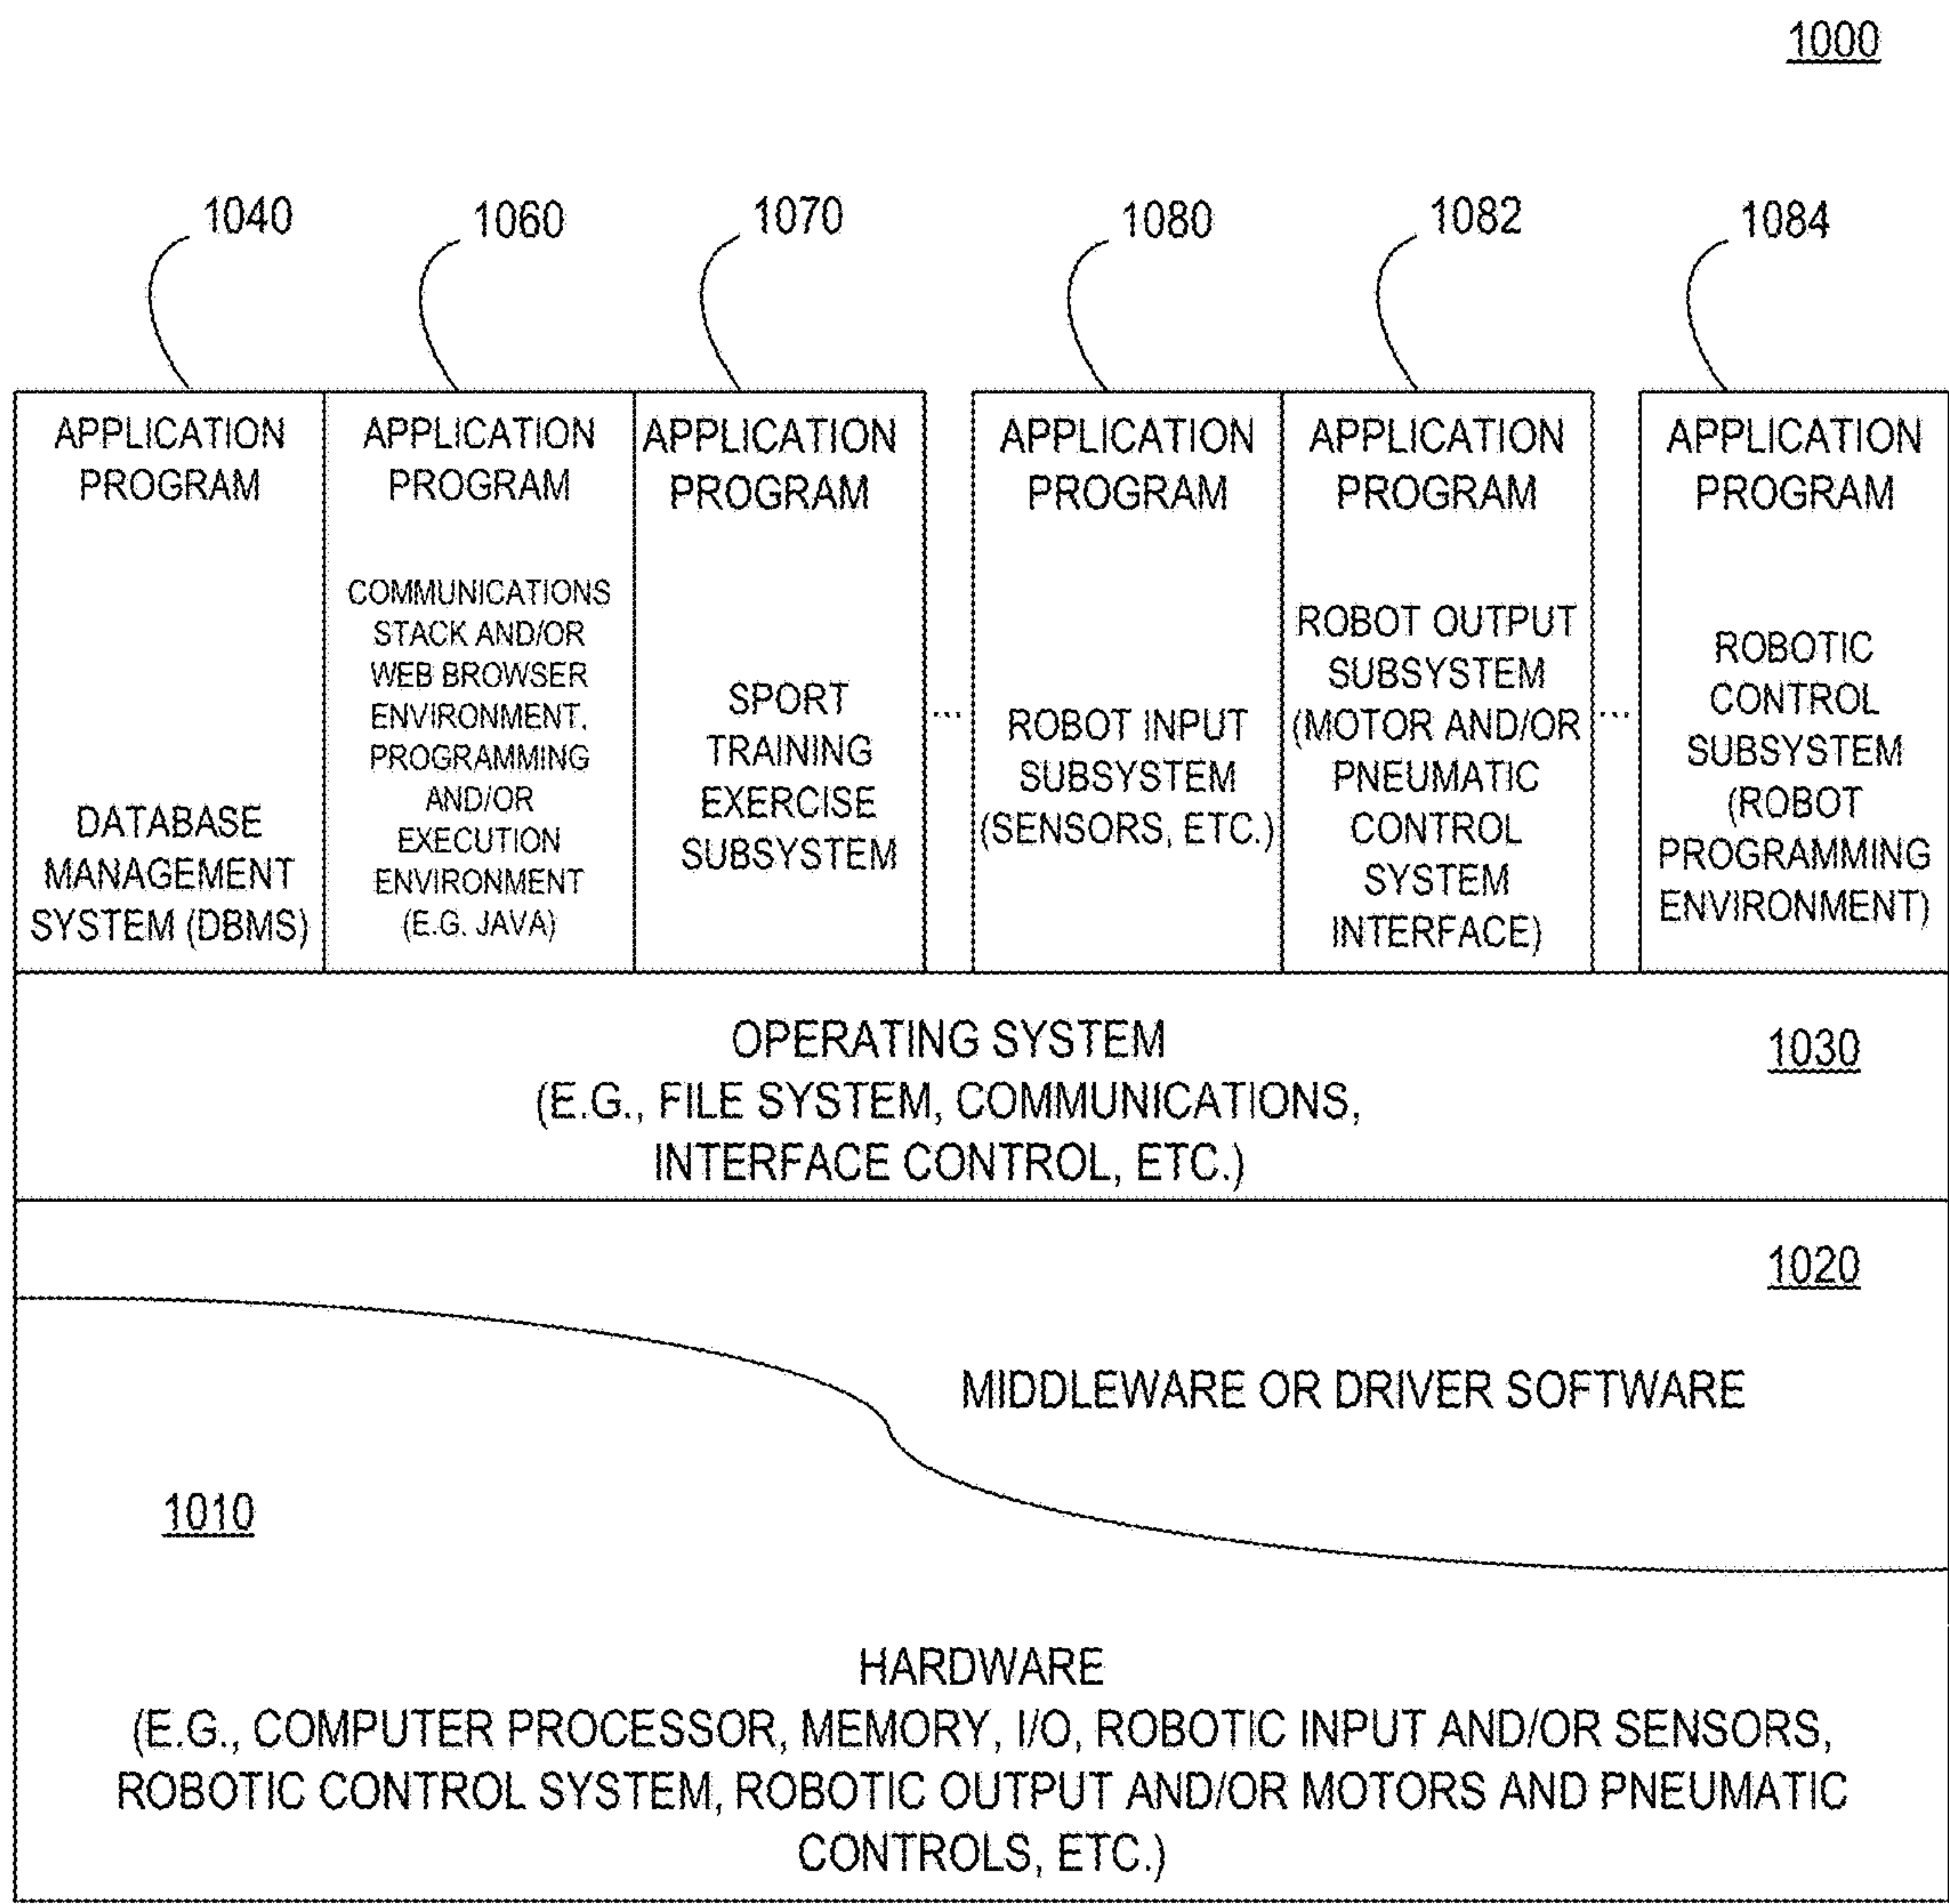 1000
1040
1060
1070
1080
1082
1084
APPLICATION
PROGRAM
DATABASE
MANAGEMENT
SYSTEM (DBMS)
APPLICATION
PROGRAM
COMMUNICATIONS
STACK AND/OR
WEB BROWSER
ENVIRONMENT,
PROGRAMMING
AND/OR
EXECUTION
ENVIRONMENT
(E.G. JAVA)
APPLICATION
PROGRAM
SPORT
TRAINING
EXERCISE
SUBSYSTEM
...
APPLICATION
PROGRAM
ROBOT INPUT
SUBSYSTEM
(SENSORS, ETC.)
APPLICATION
PROGRAM
ROBOT OUTPUT
SUBSYSTEM
(MOTOR AND/OR
PNEUMATIC
CONTROL
SYSTEM
INTERFACE)
...
APPLICATION
PROGRAM
ROBOTIC
CONTROL
SUBSYSTEM
(ROBOT
PROGRAMMING
ENVIRONMENT)
OPERATING SYSTEM
(E.G., FILE SYSTEM, COMMUNICATIONS,
INTERFACE CONTROL, ETC.)
1030
1020
MIDDLEWARE OR DRIVER SOFTWARE
1010
HARDWARE
(E.G., COMPUTER PROCESSOR, MEMORY, I/O, ROBOTIC INPUT AND/OR SENSORS,
ROBOTIC CONTROL SYSTEM, ROBOTIC OUTPUT AND/OR MOTORS AND PNEUMATIC
CONTROLS, ETC.)